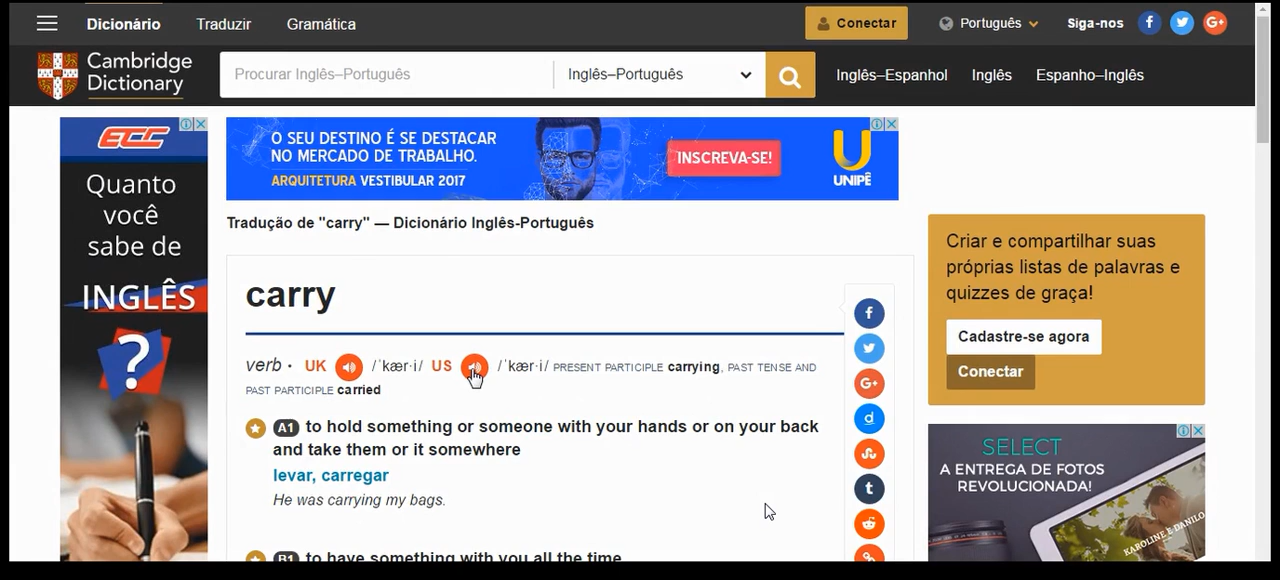 Dicionário Traduzir Gramática Conectar Português Siga-nos
Cambridge
Dictionary
Procurar Inglês–Português Inglês–Português Inglês–Espanhol Inglês Espanho–Inglês
ECC
Quanto
você
sabe de
INGLÊS
?
O SEU DESTINO É SE DESTACAR
NO MERCADO DE TRABALHO.
ARQUITETURA VESTIBULAR 2017
INSCREVA-SE!
UNIPÊ
Tradução de "carry" — Dicionário Inglês-Português
carry
verb · UK /ˈkær·i/ US /ˈkær·i/ PRESENT PARTICIPLE carrying, PAST TENSE AND
PAST PARTICIPLE carried
A1 to hold something or someone with your hands or on your back
and take them or it somewhere
levar, carregar
He was carrying my bags.
B1 to have something with you all the time
Criar e compartilhar suas
próprias listas de palavras e
quizzes de graça!
Cadastre-se agora
Conectar
SELECT
A ENTREGA DE FOTOS
REVOLUCIONADA!
KAROLINE E DANILO